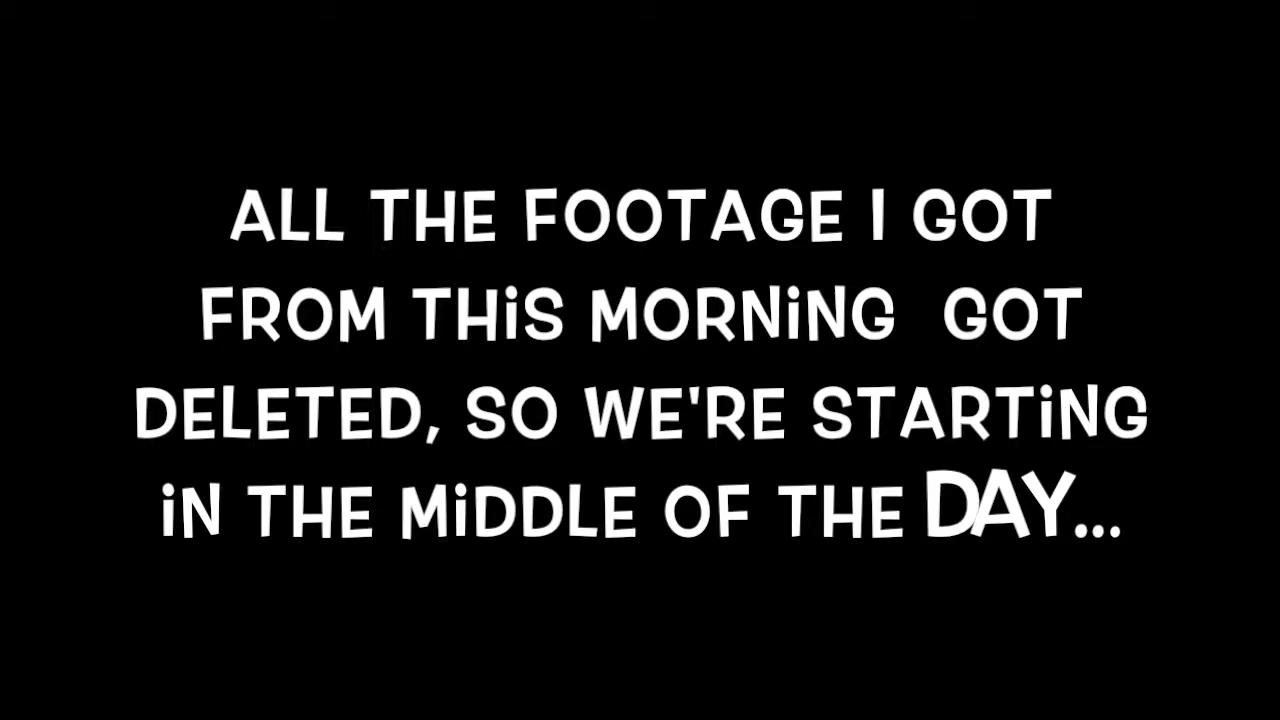 ALL THE FOOTAGE I GOT
FROM THiS MORNiNG  GOT
DELETED, SO WE'RE STARTiNG
iN THE MiDDLE OF THE DAY...